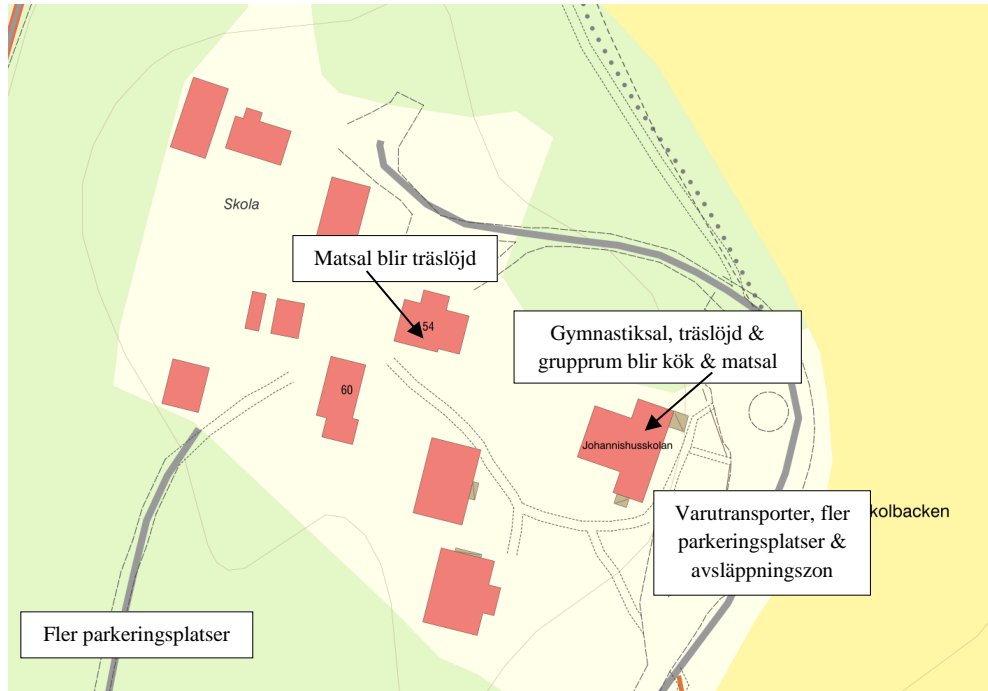 Skola
Matsal blir träslöjd
54
Gymnastiksal, träslöjd &
grupprum blir kök & matsal
60
Johannishusskolan
Varutransporter, fler
parkeringsplatser &
avsläppningszon
kolbacken
Fler parkeringsplatser